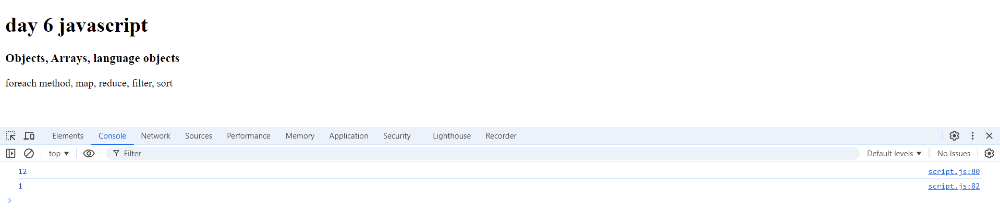 day 6 javascript
Objects, Arrays, language objects
foreach method, map, reduce, filter, sort
Elements Console Network Sources Performance Memory Application Security Lighthouse Recorder
top Filter Default levels No Issues
12 script.js:80
1 script.js:82